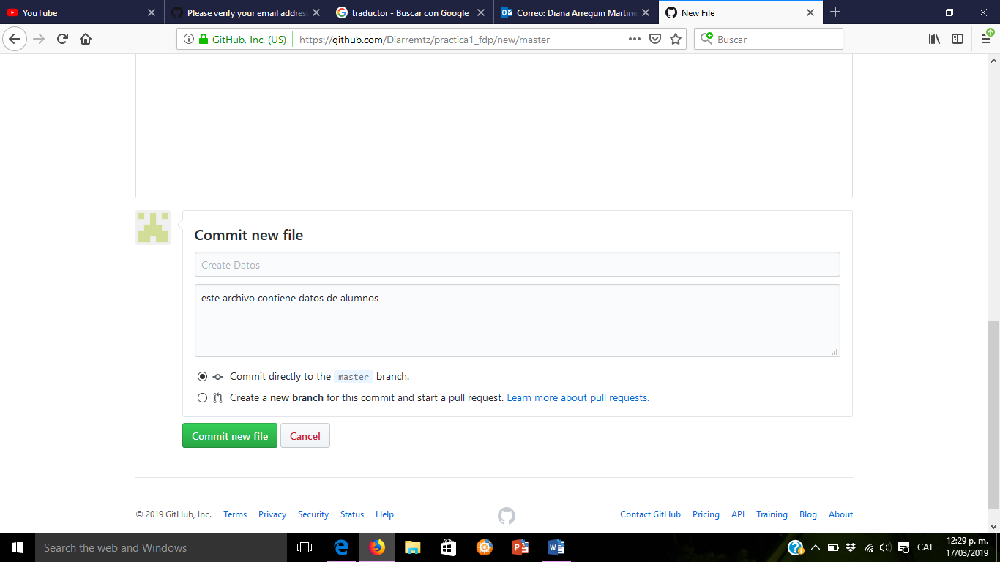 YouTube
Please verify your email addres
traductor - Buscar con Google
Correo: Diana Arreguin Martine
New File
GitHub, Inc. (US)
https://github.com/Diarremtz/practica1_fdp/new/master
Buscar
Commit new file
Create Datos
este archivo contiene datos de alumnos
Commit directly to the master branch.
Create a new branch for this commit and start a pull request. Learn more about pull requests.
Commit new file
Cancel
© 2019 GitHub, Inc. Terms Privacy Security Status Help
Contact GitHub Pricing API Training Blog About
Search the web and Windows
CAT
12:29 p. m.
17/03/2019